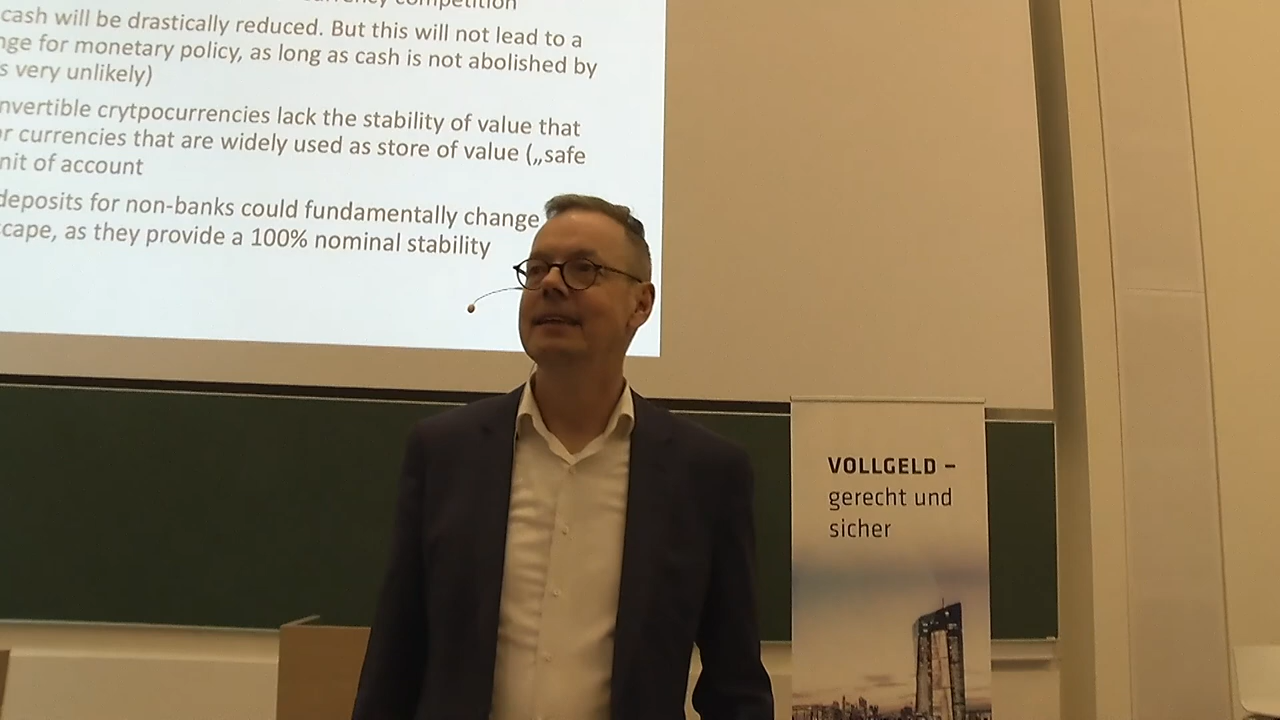 currency competition
cash will be drastically reduced. But this will not lead to a
nge for monetary policy, as long as cash is not abolished by
s very unlikely)
nvertible crytpocurrencies lack the stability of value that
or currencies that are widely used as store of value („safe
nit of account
deposits for non-banks could fundamentally change
cape, as they provide a 100% nominal stability
VOLLGELD –
gerecht und
sicher